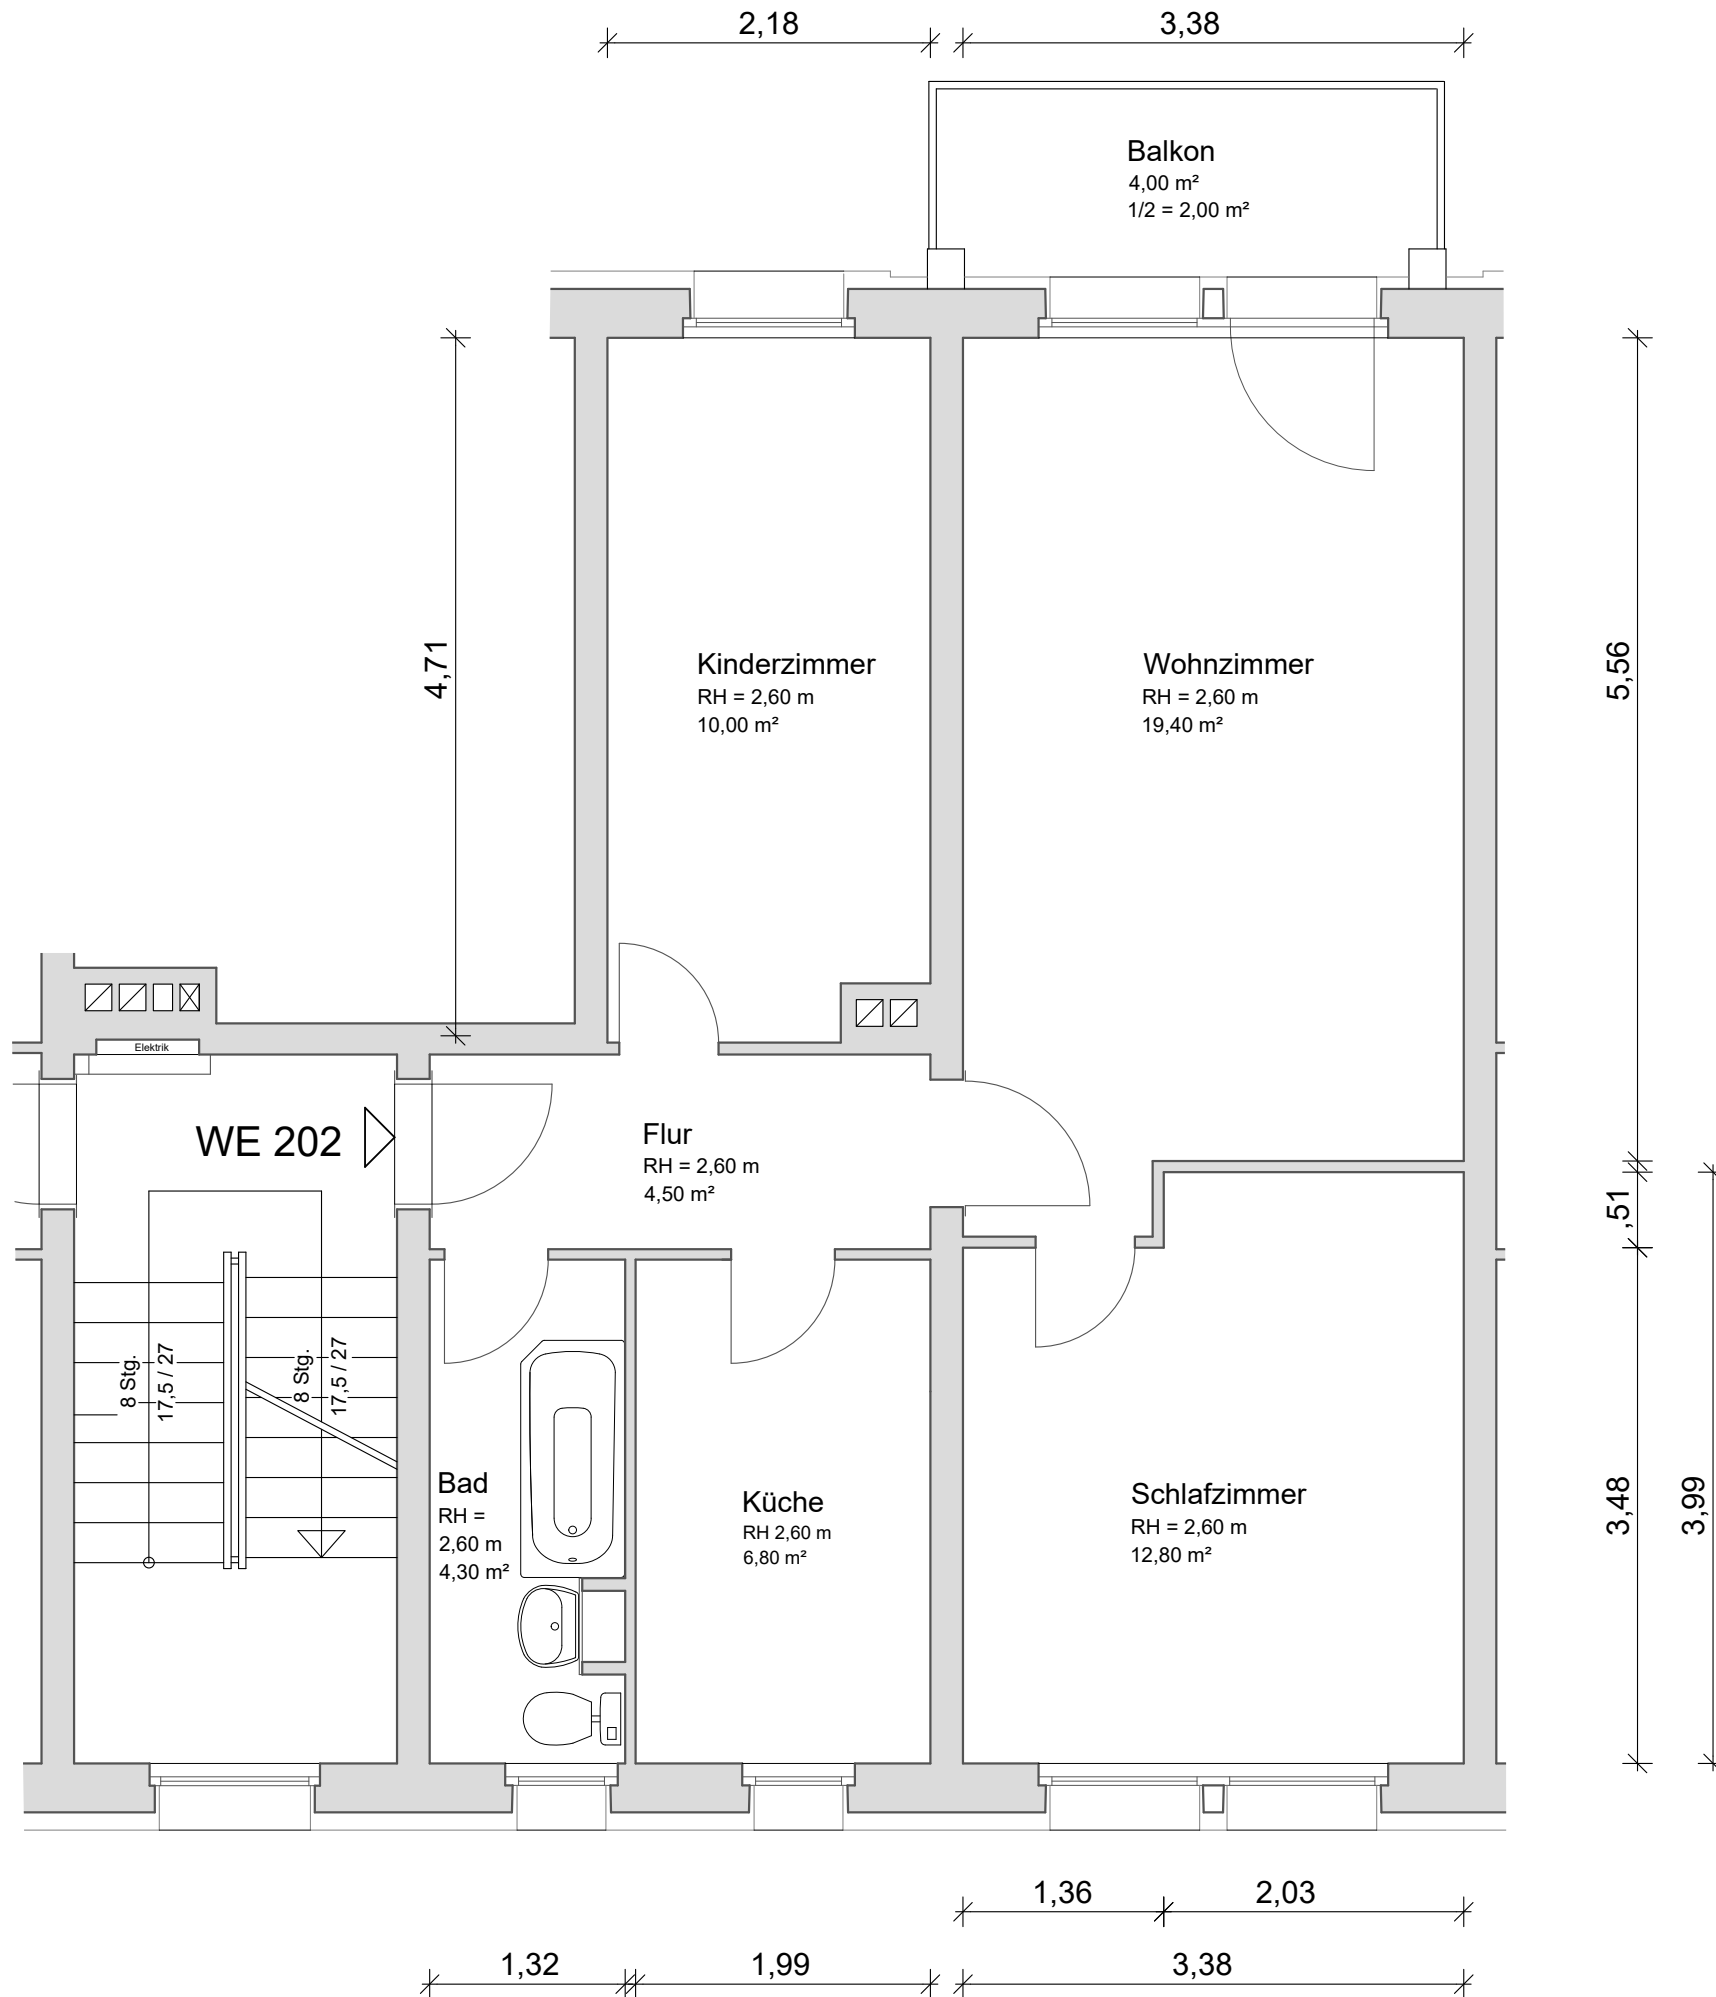 2,18
3,38
Balkon
4,00 m²
1/2 = 2,00 m²
4,71
Kinderzimmer
RH = 2,60 m
10,00 m²
Wohnzimmer
RH = 2,60 m
19,40 m²
5,56
Elektrik
WE 202
Flur
RH = 2,60 m
4,50 m²
,51
8 Stg.
17,5 / 27
8 Stg.
17,5 / 27
Bad
RH =
2,60 m
4,30 m²
Küche
RH 2,60 m
6,80 m²
Schlafzimmer
RH = 2,60 m
12,80 m²
3,48
3,99
1,36
2,03
1,32
1,99
3,38